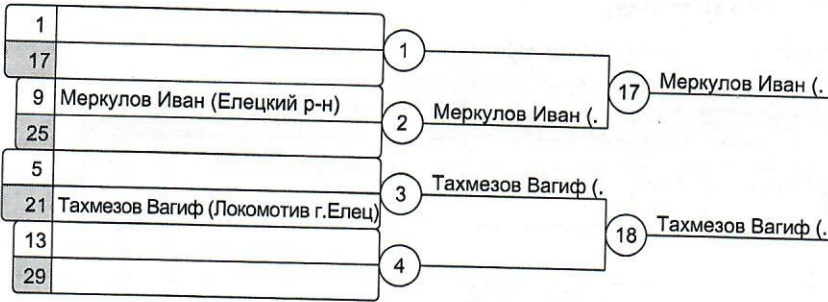 1
17
1
9 Меркулов Иван (Елецкий р-н)
25
2 Меркулов Иван (.
17 Меркулов Иван (.
5
21 Тахмезов Вагиф (Локомотив г.Елец)
3 Тахмезов Вагиф (.
13
29
4
18 Тахмезов Вагиф (.